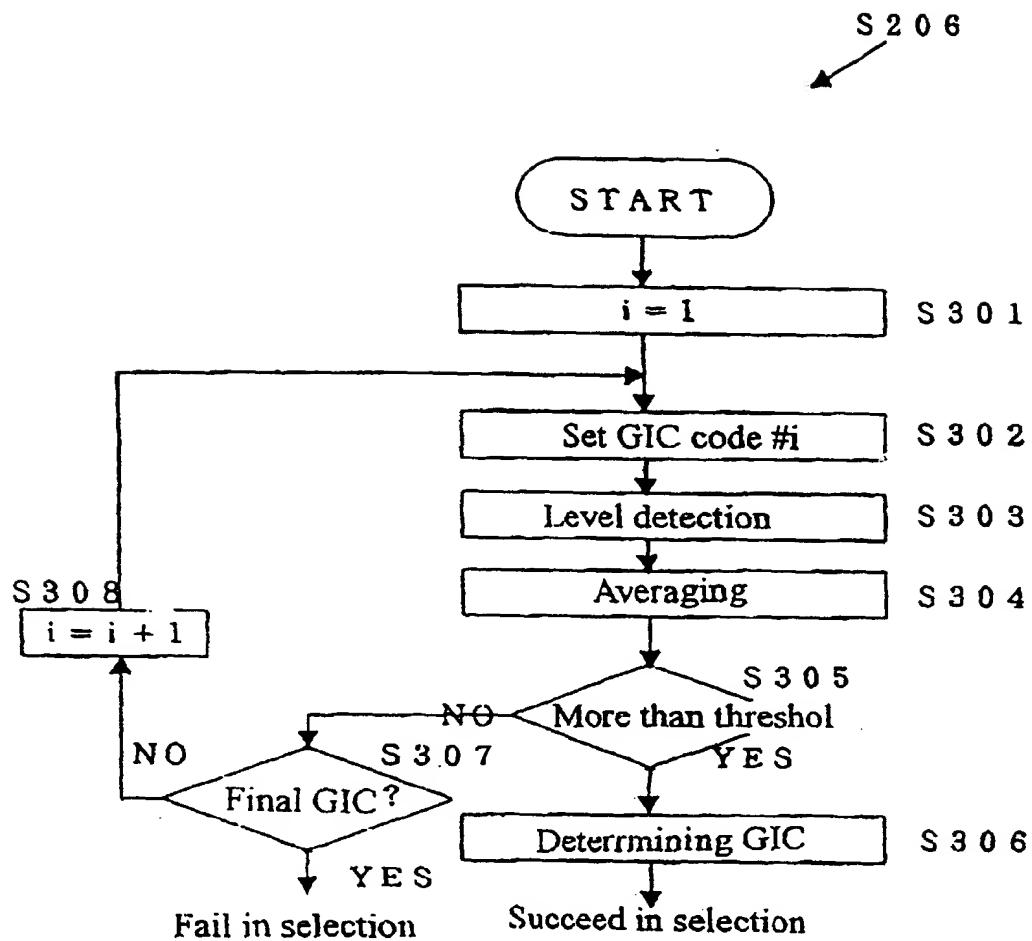 S206
START
i = 1
S301
Set GIC code #i
S302
Level detection
S303
Averaging
S304
S308
i = i + 1
S305
More than threshol
NO
YES
S307
NO
Final GIC?
YES
Determining GIC
S306
Fail in selection
Succeed in selection